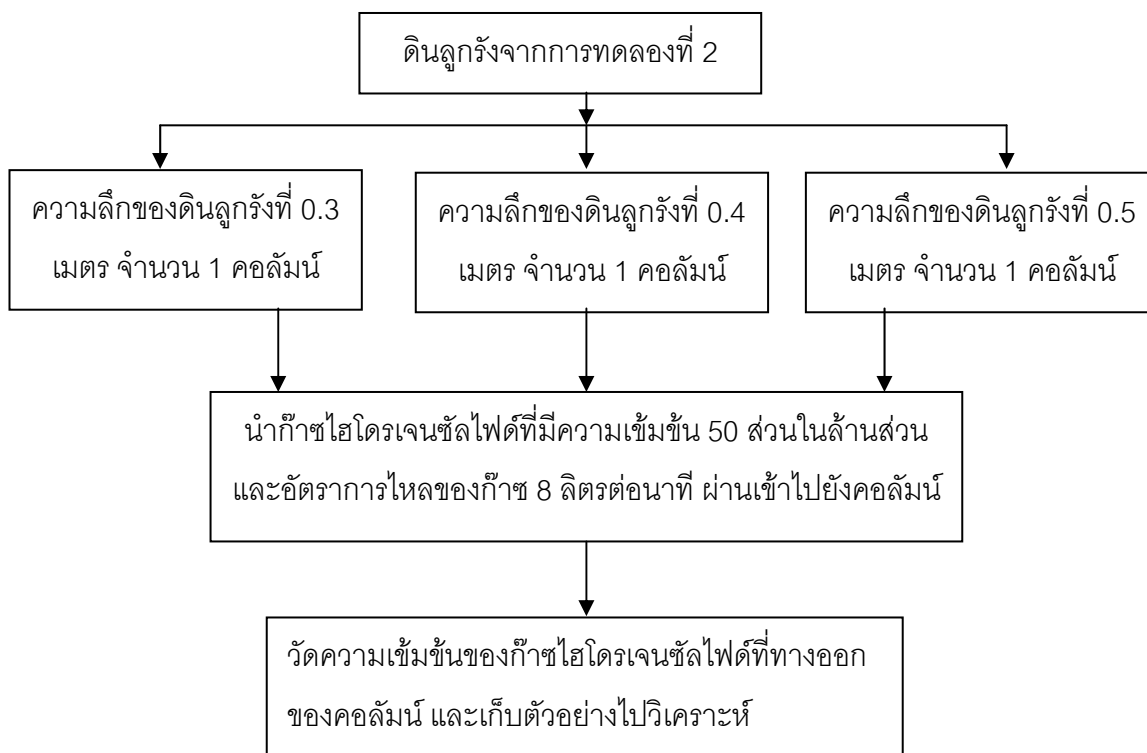 ดินลูกรังจากการทดลองที่ 2
ความลึกของดินลูกรังที่ 0.3
เมตร จำนวน 1 คอลัมน์
ความลึกของดินลูกรังที่ 0.4
เมตร จำนวน 1 คอลัมน์
ความลึกของดินลูกรังที่ 0.5
เมตร จำนวน 1 คอลัมน์
นำก๊าซไฮโดรเจนซัลไฟด์ที่มีความเข้มข้น 50 ส่วนในล้านส่วน
และอัตราการไหลของก๊าซ 8 ลิตรต่อนาที ผ่านเข้าไปยังคอลัมน์
วัดความเข้มข้นของก๊าซไฮโดรเจนซัลไฟด์ที่ทางออก
ของคอลัมน์ และเก็บตัวอย่างไปวิเคราะห์